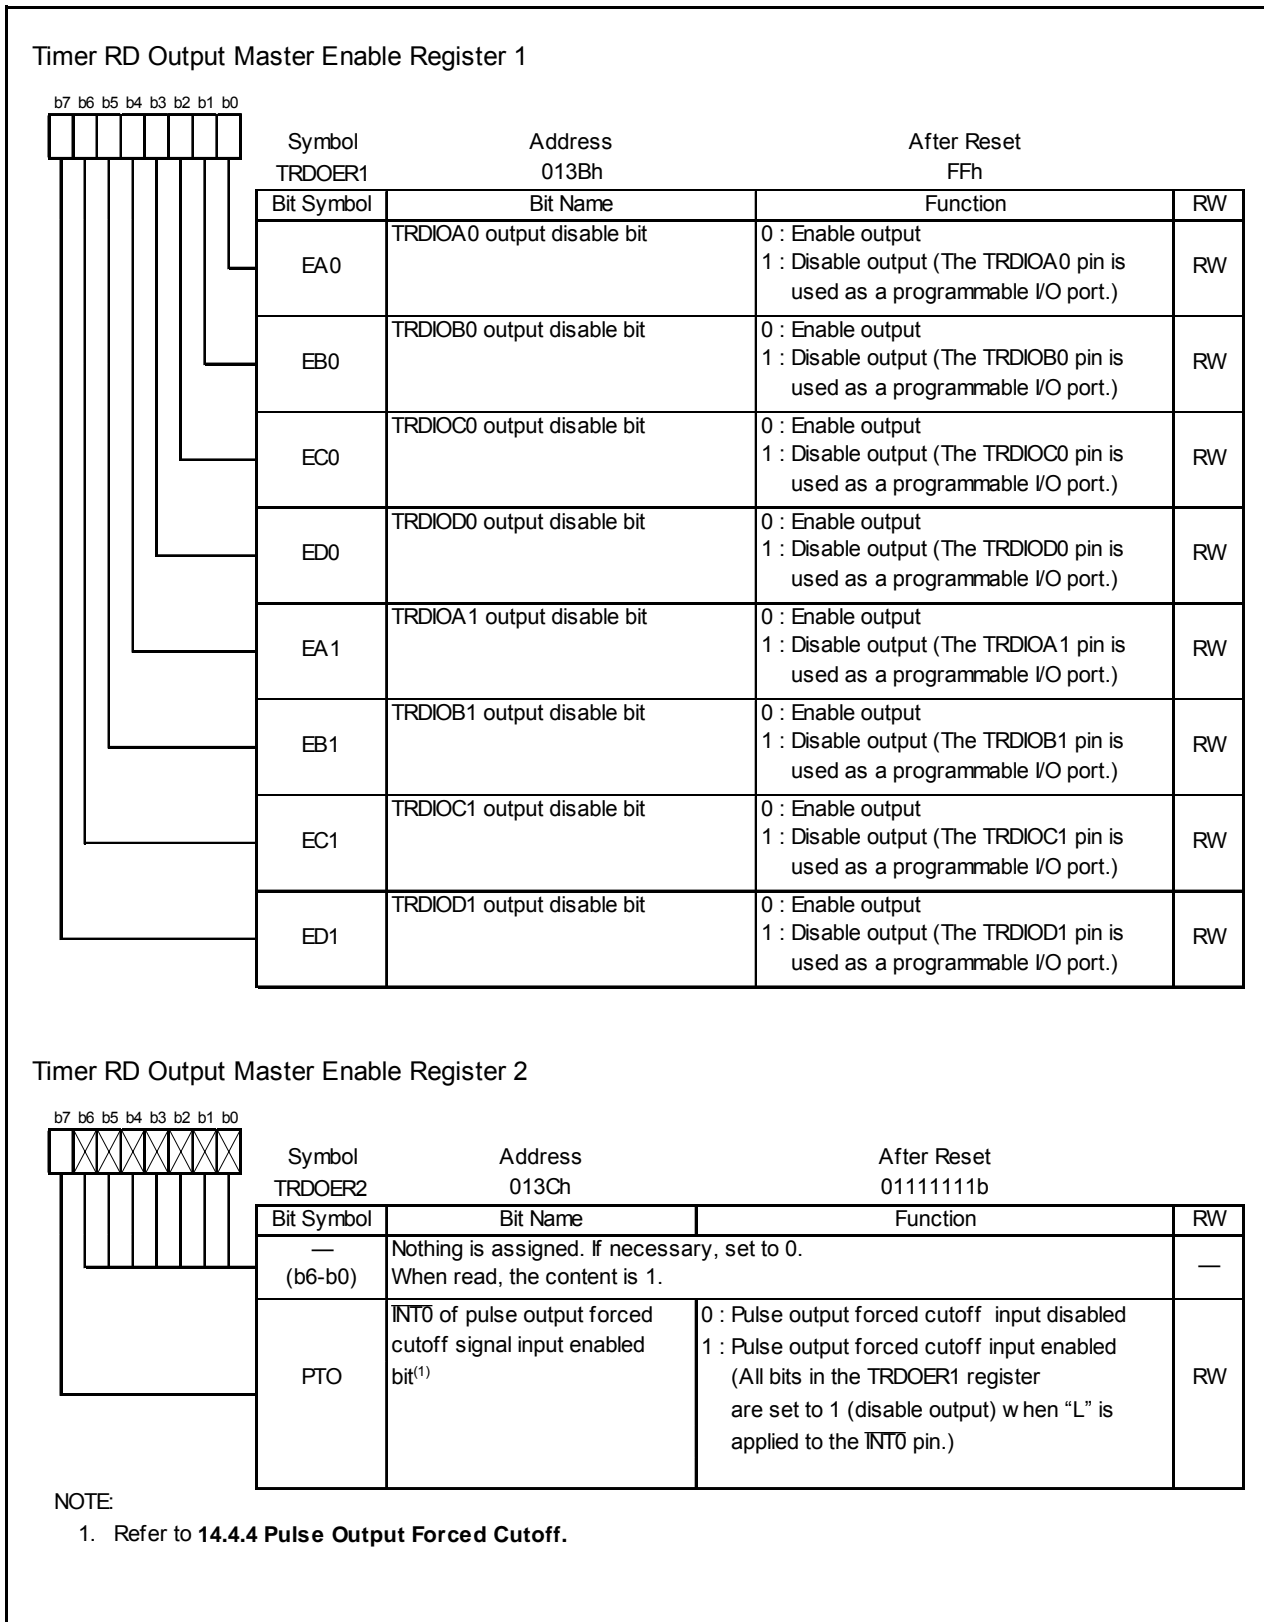 Timer RD Output Master Enable Register 1
b7 b6 b5 b4 b3 b2 b1 b0
Symbol Address After Reset
TRDOER1 013Bh FFh
Bit Symbol Bit Name Function RW
EA0 TRDIOA0 output disable bit 0 : Enable output
1 : Disable output (The TRDIOA0 pin is RW
used as a programmable I/O port.)
EB0 TRDIOB0 output disable bit 0 : Enable output
1 : Disable output (The TRDIOB0 pin is RW
used as a programmable I/O port.)
EC0 TRDIOC0 output disable bit 0 : Enable output
1 : Disable output (The TRDIOC0 pin is RW
used as a programmable I/O port.)
ED0 TRDIOD0 output disable bit 0 : Enable output
1 : Disable output (The TRDIOD0 pin is RW
used as a programmable I/O port.)
EA1 TRDIOA1 output disable bit 0 : Enable output
1 : Disable output (The TRDIOA1 pin is RW
used as a programmable I/O port.)
EB1 TRDIOB1 output disable bit 0 : Enable output
1 : Disable output (The TRDIOB1 pin is RW
used as a programmable I/O port.)
EC1 TRDIOC1 output disable bit 0 : Enable output
1 : Disable output (The TRDIOC1 pin is RW
used as a programmable I/O port.)
ED1 TRDIOD1 output disable bit 0 : Enable output
1 : Disable output (The TRDIOD1 pin is RW
used as a programmable I/O port.)
Timer RD Output Master Enable Register 2
b7 b6 b5 b4 b3 b2 b1 b0
Symbol Address After Reset
TRDOER2 013Ch 01111111b
Bit Symbol Bit Name Function RW
— Nothing is assigned. If necessary, set to 0. —
(b6-b0) When read, the content is 1.
INT0 of pulse output forced 0 : Pulse output forced cutoff input disabled
cutoff signal input enabled 1 : Pulse output forced cutoff input enabled
PTO bit(1) (All bits in the TRDOER1 register RW
are set to 1 (disable output) when “L” is
applied to the INT0 pin.)
NOTE:
1. Refer to 14.4.4 Pulse Output Forced Cutoff.